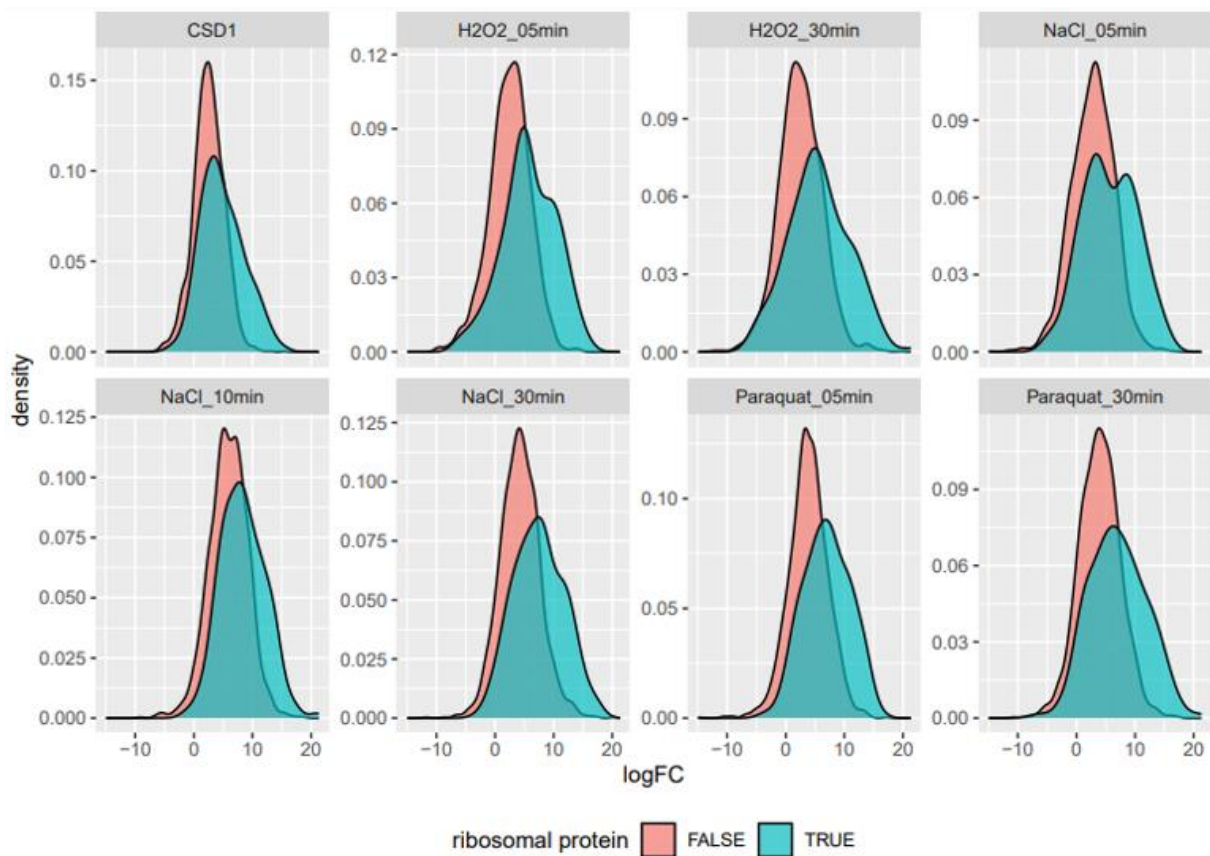 CSD1 H2O2_05min H2O2_30min NaCl_05min
0.15 0.12 0.09 0.09
0.10 0.09 0.06 0.06
0.05 0.06 0.03 0.03
0.00 0.03 0.00 0.00
0.00
density
NaCl_10min NaCl_30min Paraquat_05min Paraquat_30min
0.125 0.125 0.10 0.09
0.100 0.100 0.05 0.06
0.075 0.075 0.00 0.03
0.050 0.050 0.00
0.025 0.025
0.000 0.000
−10 0 10 20 −10 0 10 20 −10 0 10 20 −10 0 10 20
logFC
ribosomal protein FALSE TRUE